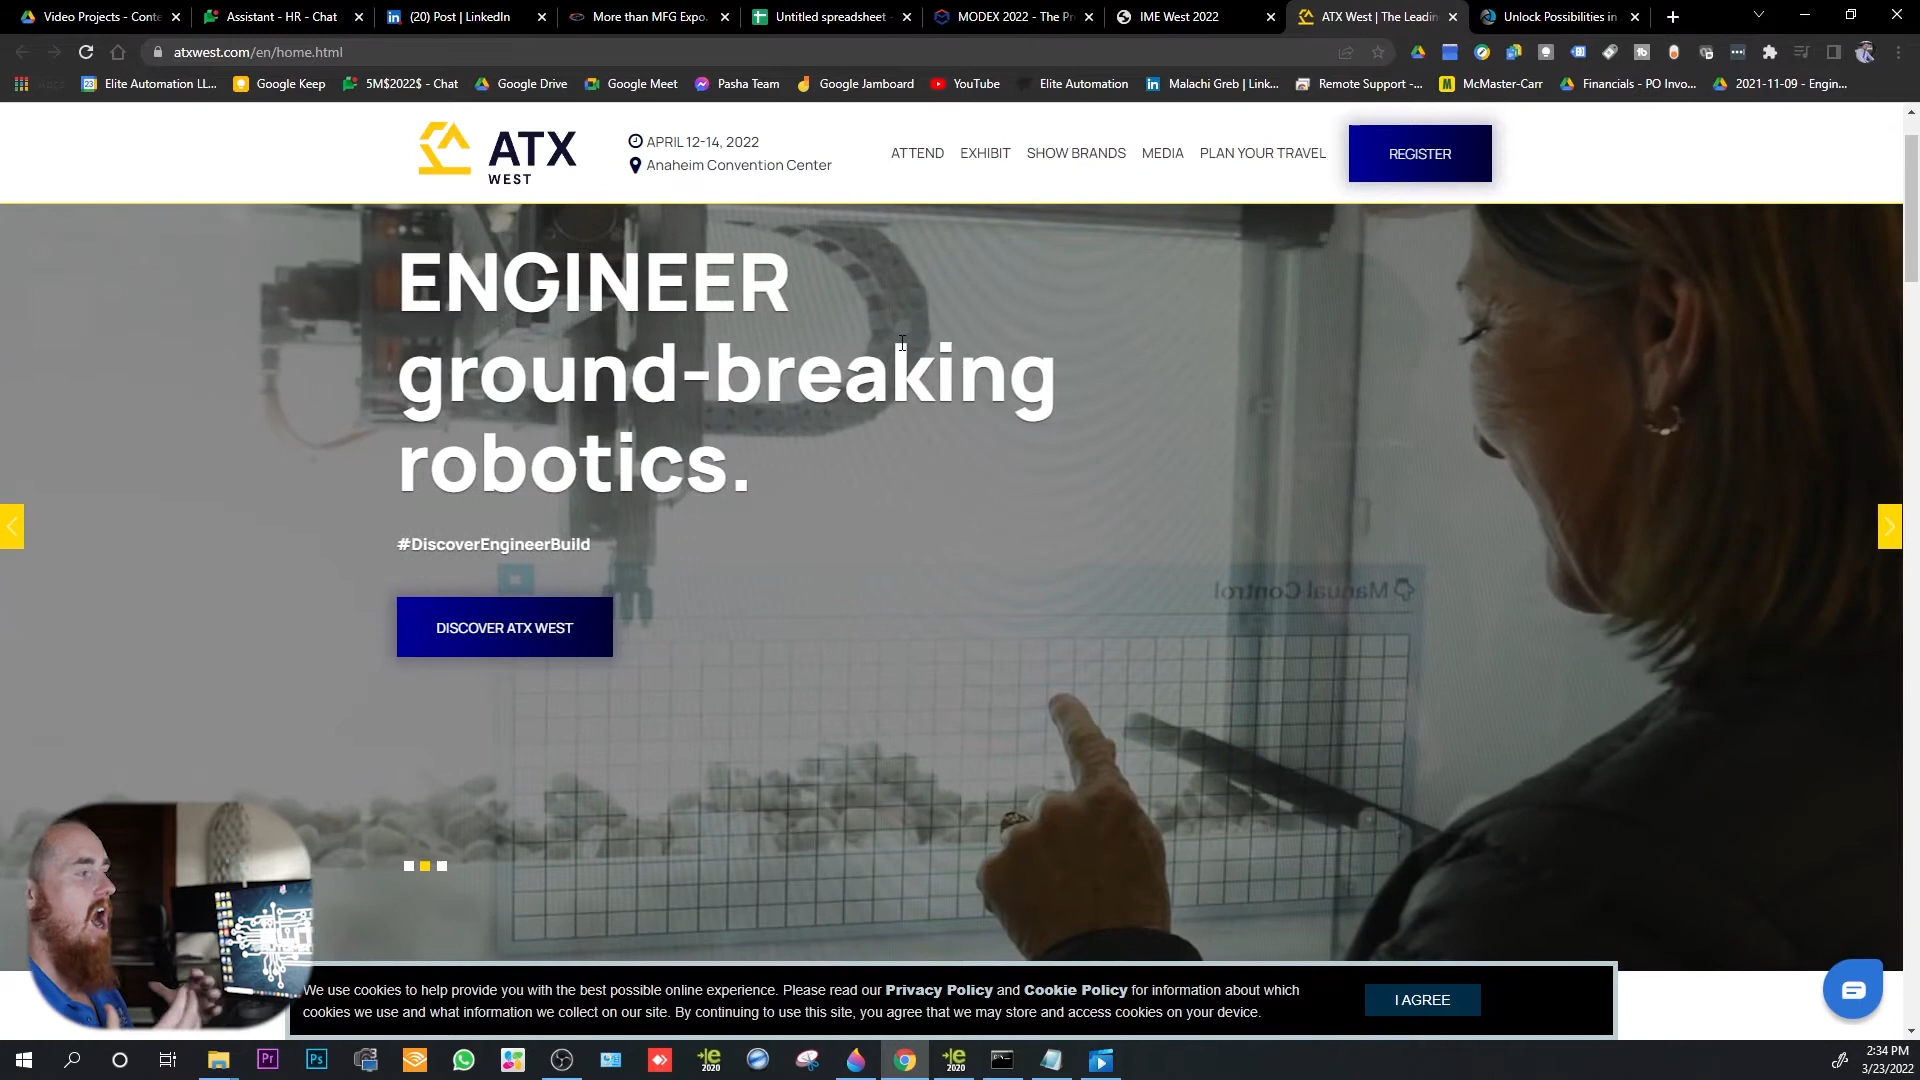 Video Projects - Conte
Assistant - HR - Chat
(20) Post | LinkedIn
More than MFG Expo.
Untitled spreadsheet -
MODEX 2022 - The Pr
IME West 2022
ATX West | The Leadin
Unlock Possibilities in
atxwest.com/en/home.html
Apps
Elite Automation LL...
Google Keep
5M$2022$ - Chat
Google Drive
Google Meet
Pasha Team
Google Jamboard
YouTube
Elite Automation
Malachi Greb | Link...
Remote Support -...
McMaster-Carr
Financials - PO Invo...
2021-11-09 - Engin...
ATX
WEST
APRIL 12-14, 2022
Anaheim Convention Center
ATTEND
EXHIBIT
SHOW BRANDS
MEDIA
PLAN YOUR TRAVEL
REGISTER
ENGINEER
ground-breaking
robotics.
#DiscoverEngineerBuild
Manual Control
DISCOVER ATX WEST
We use cookies to help provide you with the best possible online experience. Please read our Privacy Policy and Cookie Policy for information about which
cookies we use and what information we collect on our site. By continuing to use this site, you agree that we may store and access cookies on your device.
I AGREE
2:34 PM
3/23/2022